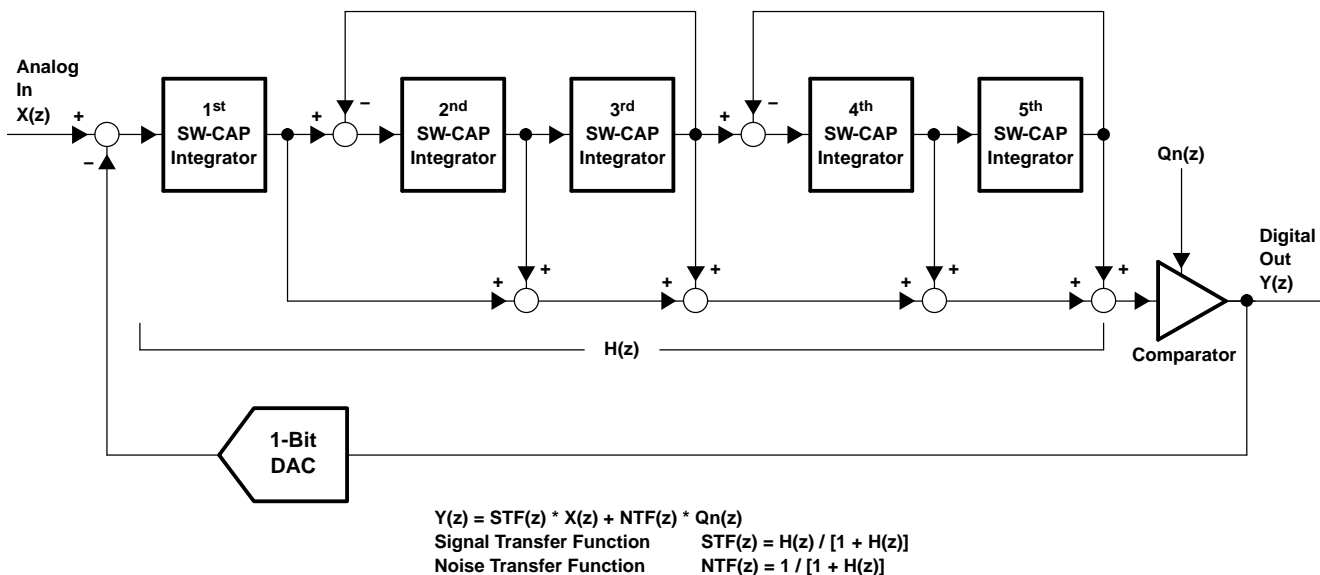 Analog
In
X(z)
+
−
1st
SW-CAP
Integrator
+
−
2nd
SW-CAP
Integrator
3rd
SW-CAP
Integrator
+
−
4th
SW-CAP
Integrator
5th
SW-CAP
Integrator
Qn(z)
+
+
+
+
+
+
+
+
Digital
Out
Y(z)
H(z)
Comparator
1-Bit
DAC
Y(z) = STF(z) * X(z) + NTF(z) * Qn(z)
Signal Transfer Function STF(z) = H(z) / [1 + H(z)]
Noise Transfer Function NTF(z) = 1 / [1 + H(z)]